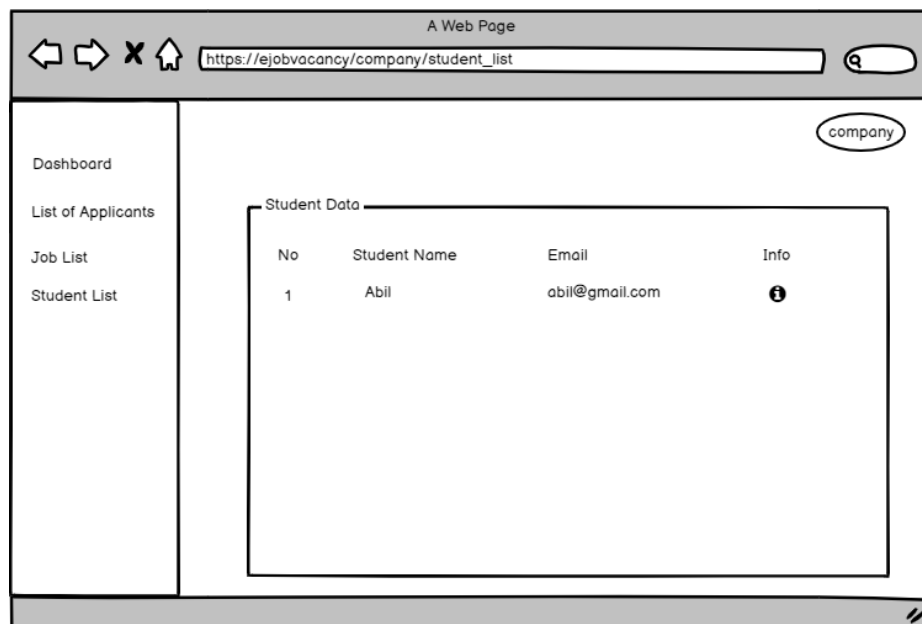 A Web Page
https://ejobvacancy/company/student_list
company
Dashboard
List of Applicants
Job List
Student List
Student Data
No Student Name Email Info
1 Abil abil@gmail.com